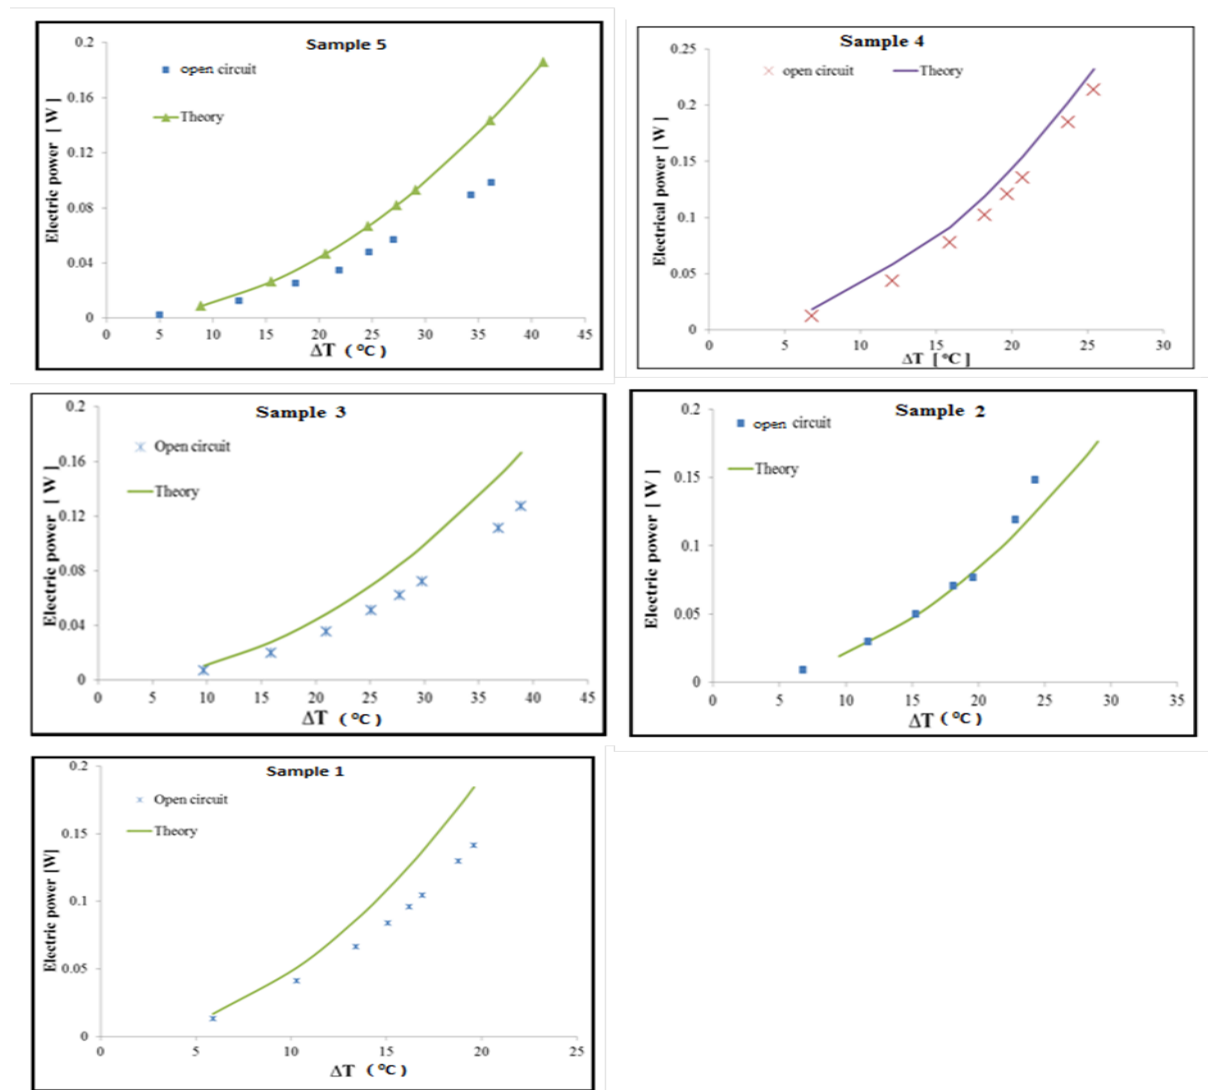 Sample 5
open circuit
Theory
Electric power [ W ]
0.2
0.16
0.12
0.08
0.04
0
0 5 10 15 20 25 30 35 40 45
ΔT ( °C )
Sample 4
open circuit Theory
Electrical power [ W ]
0.25
0.2
0.15
0.1
0.05
0
0 5 10 15 20 25 30
ΔT [ °C ]
Sample 3
Open circuit
Theory
Electric power [ W ]
0.2
0.16
0.12
0.08
0.04
0
0 5 10 15 20 25 30 35 40 45
ΔT ( °C )
Sample 2
open circuit
Theory
Electric power [ W ]
0.2
0.15
0.1
0.05
0
0 5 10 15 20 25 30 35
ΔT ( °C )
Sample 1
Open circuit
Theory
Electric power [W]
0.2
0.15
0.1
0.05
0
0 5 10 15 20 25
ΔT ( °C )